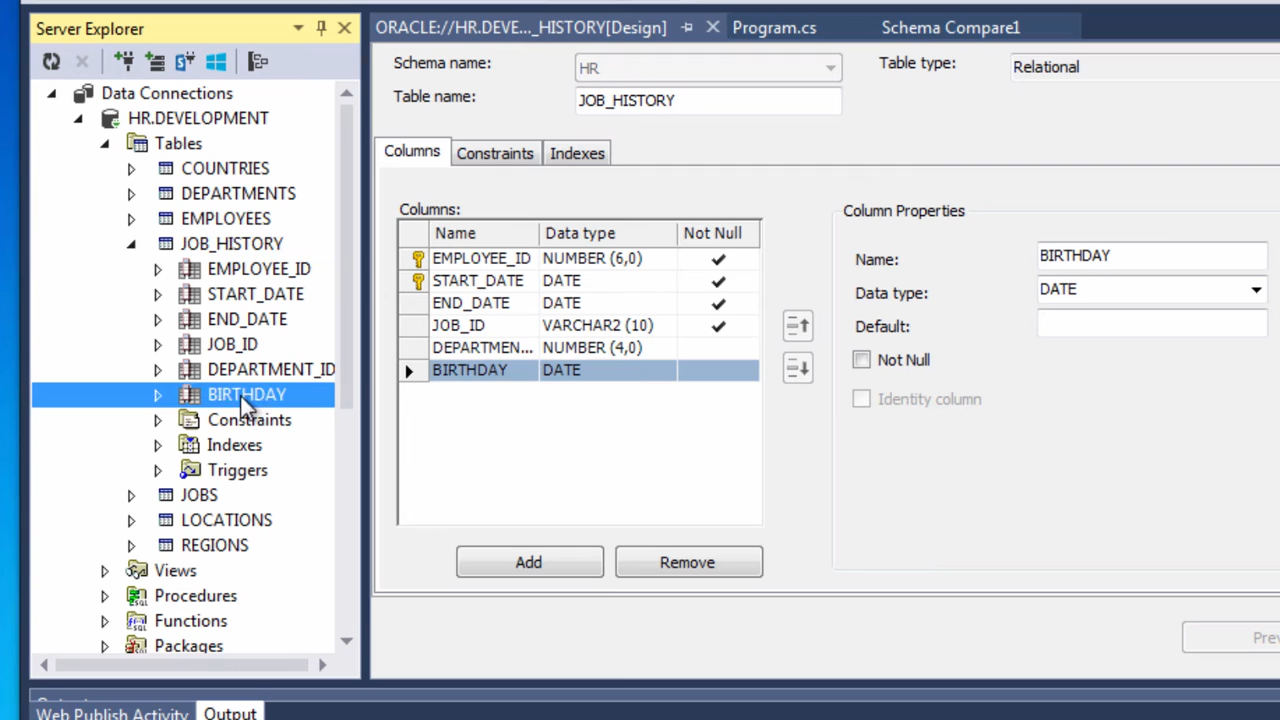 Server Explorer
Data Connections
HR.DEVELOPMENT
Tables
COUNTRIES
DEPARTMENTS
EMPLOYEES
JOB_HISTORY
EMPLOYEE_ID
START_DATE
END_DATE
JOB_ID
DEPARTMENT_ID
BIRTHDAY
Constraints
Indexes
Triggers
JOBS
LOCATIONS
REGIONS
Views
Procedures
Functions
Packages
ORACLE://HR.DEVE..._HISTORY[Design]
Program.cs
Schema Compare1
Schema name: HR
Table type: Relational
Table name: JOB_HISTORY
Columns Constraints Indexes
Columns:
Name Data type Not Null
EMPLOYEE_ID NUMBER (6,0)
START_DATE DATE
END_DATE DATE
JOB_ID VARCHAR2 (10)
DEPARTMEN... NUMBER (4,0)
BIRTHDAY DATE
Add Remove
Column Properties
Name: BIRTHDAY
Data type: DATE
Default:
Not Null
Identity column
Prev
Web Publish Activity Output